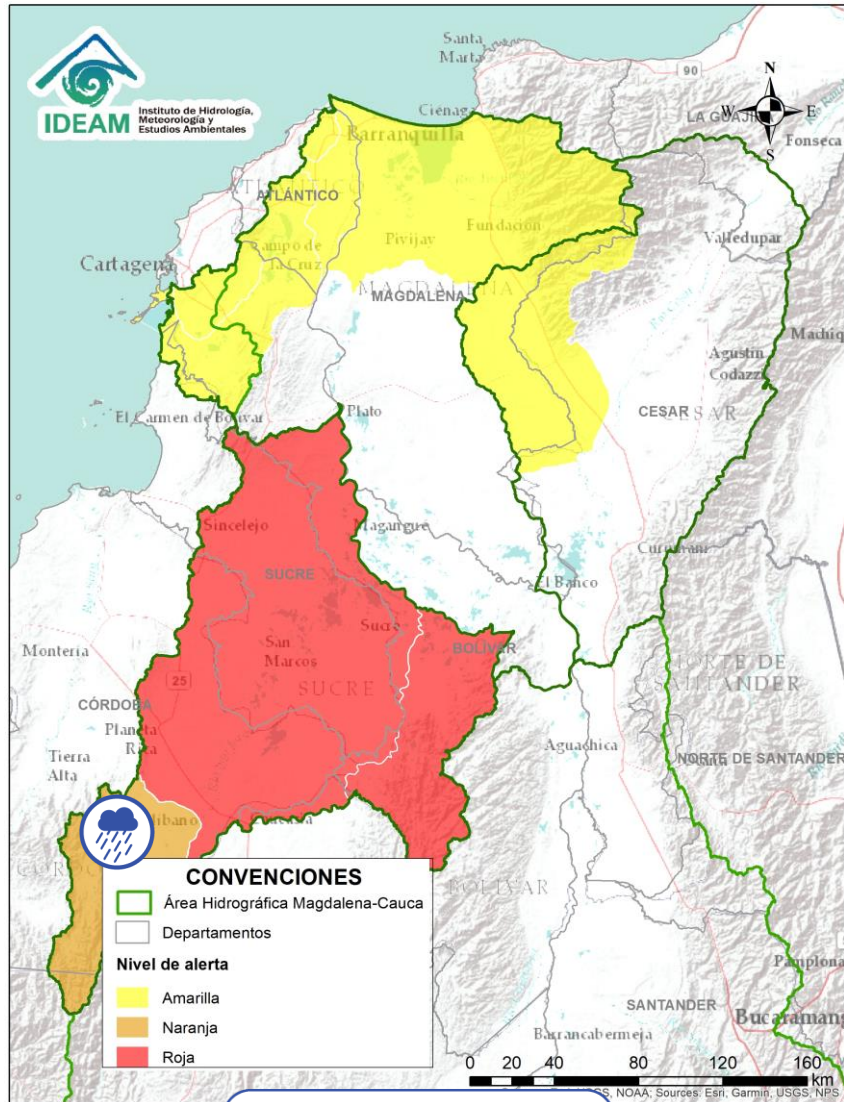 IDEAM
Instituto de Hidrología,
Meteorología y
Estudios Ambientales
Santa
Marta
90
N
W
E
S
Ciénaga
LA GUAJIRA
Fonseca
Barranquilla
ATLÁNTICO
Campo de
la Cruz
Pivijay
Fundación
Valledupar
Cartagena
MAGDALENA
MAGDALENA
Agustín
Codazzi
CESAR
CESAR
El Carmen de Bolívar
Plato
Sincelejo
Magangué
SUCRE
Curumaní
El Banco
Sucre
San
Marcos
BOLÍVAR
Montería
25
SUCRE
NORTE DE
SANTANDER
CÓRDOBA
Planeta
Rica
Aguachica
Tierra
Alta
NORTE DE SANTANDER
CONVENCIONES
Área Hidrográfica Magdalena-Cauca
Departamentos
Nivel de alerta
Amarilla
Naranja
Roja
BOLÍVAR
Pamplona
SANTANDER
Barrancabermeja
0 20 40 80 120 160
km
NOAA; Sources: Esri, Garmin, USGS, NPS